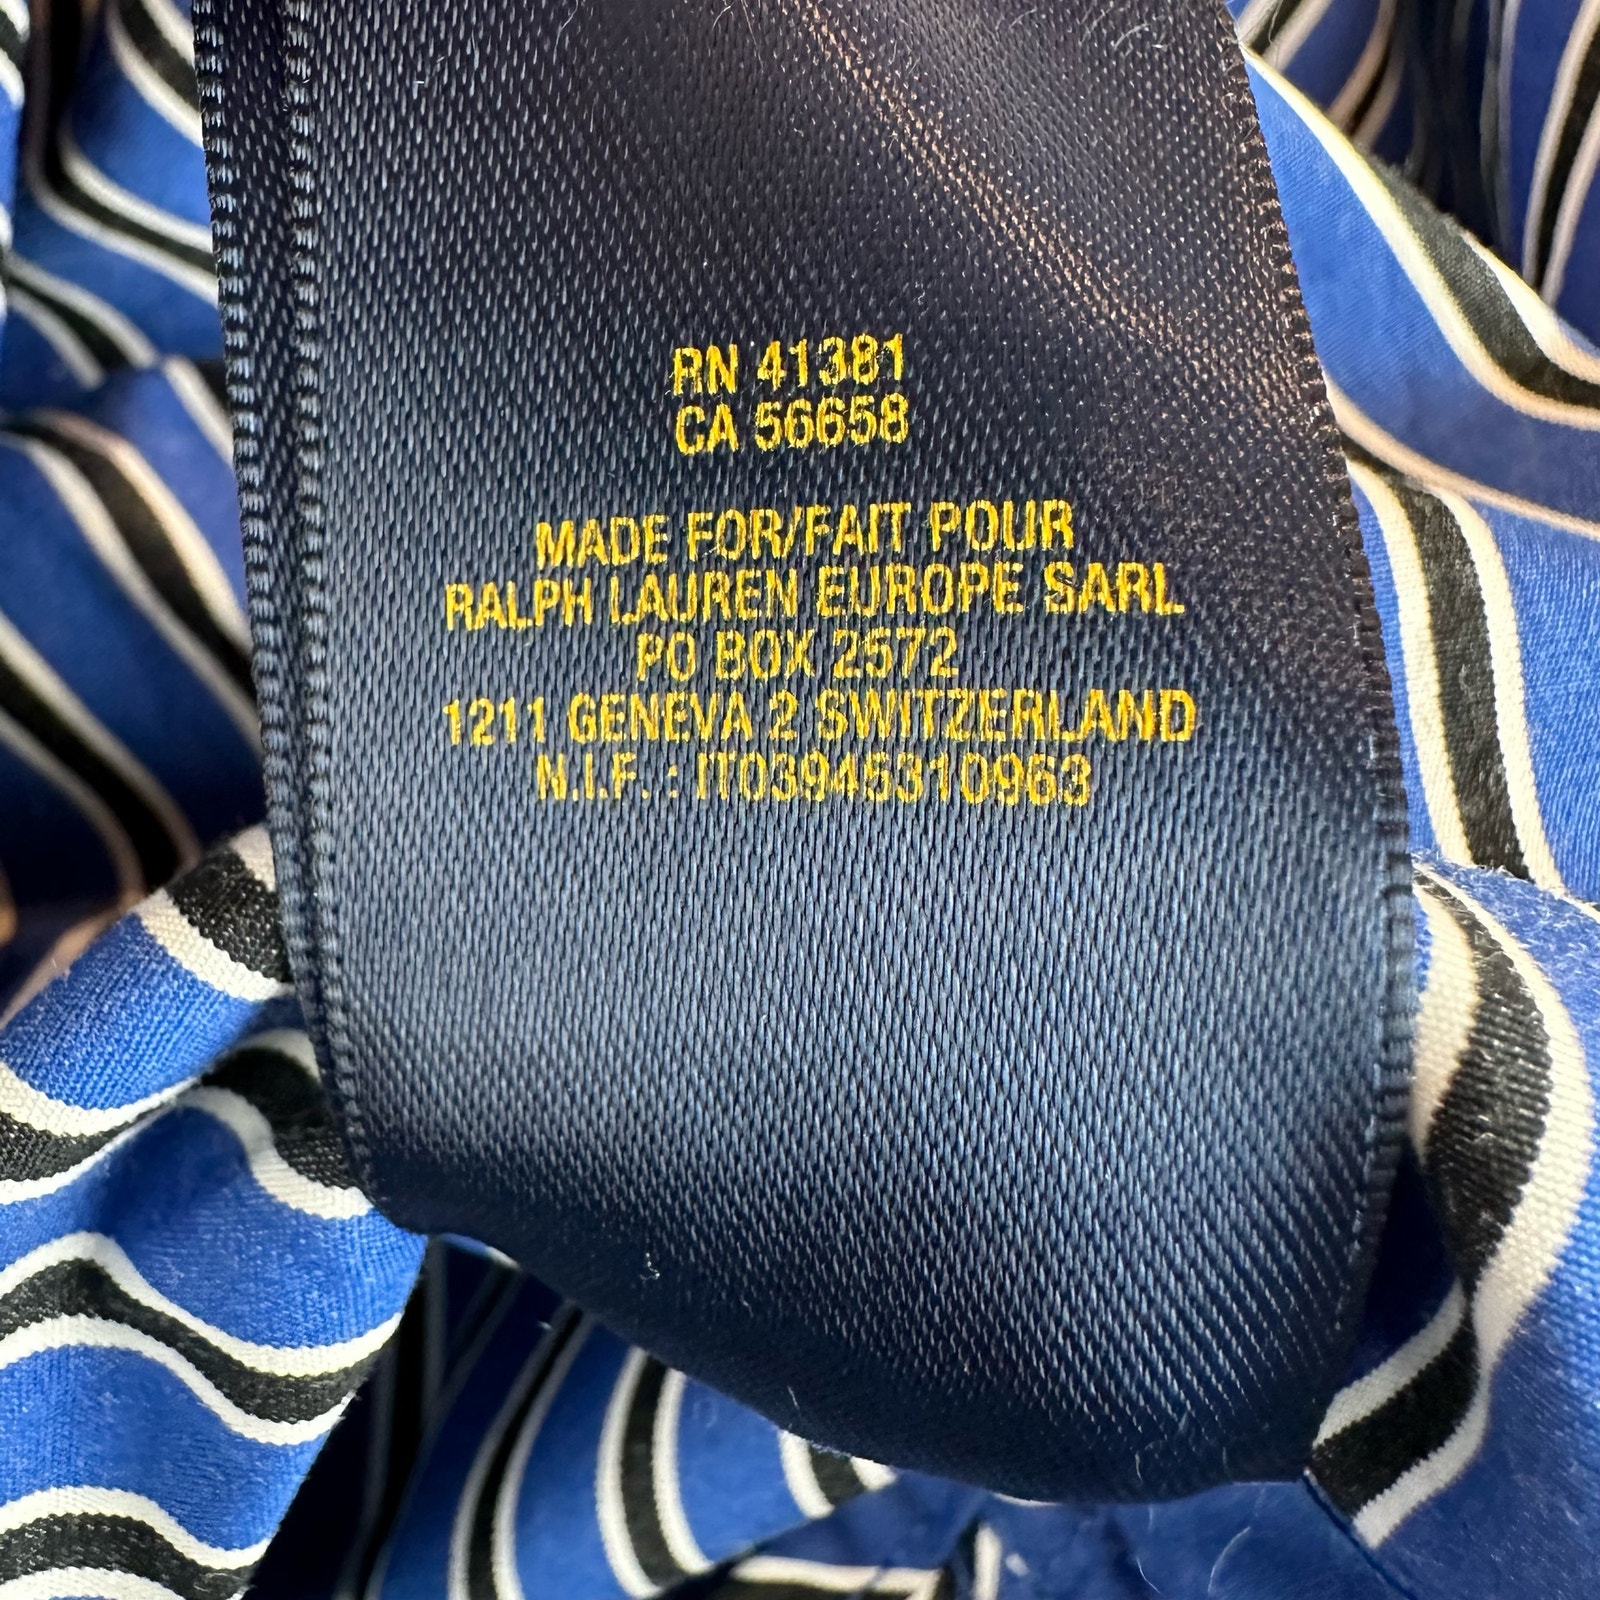 RN 41381
CA 56658
MADE FOR/FAIT POUR
RALPH LAUREN EUROPE SARL
PO BOX 2572
1211 GENEVA 2 SWITZERLAND
N.I.F. : IT03945310963